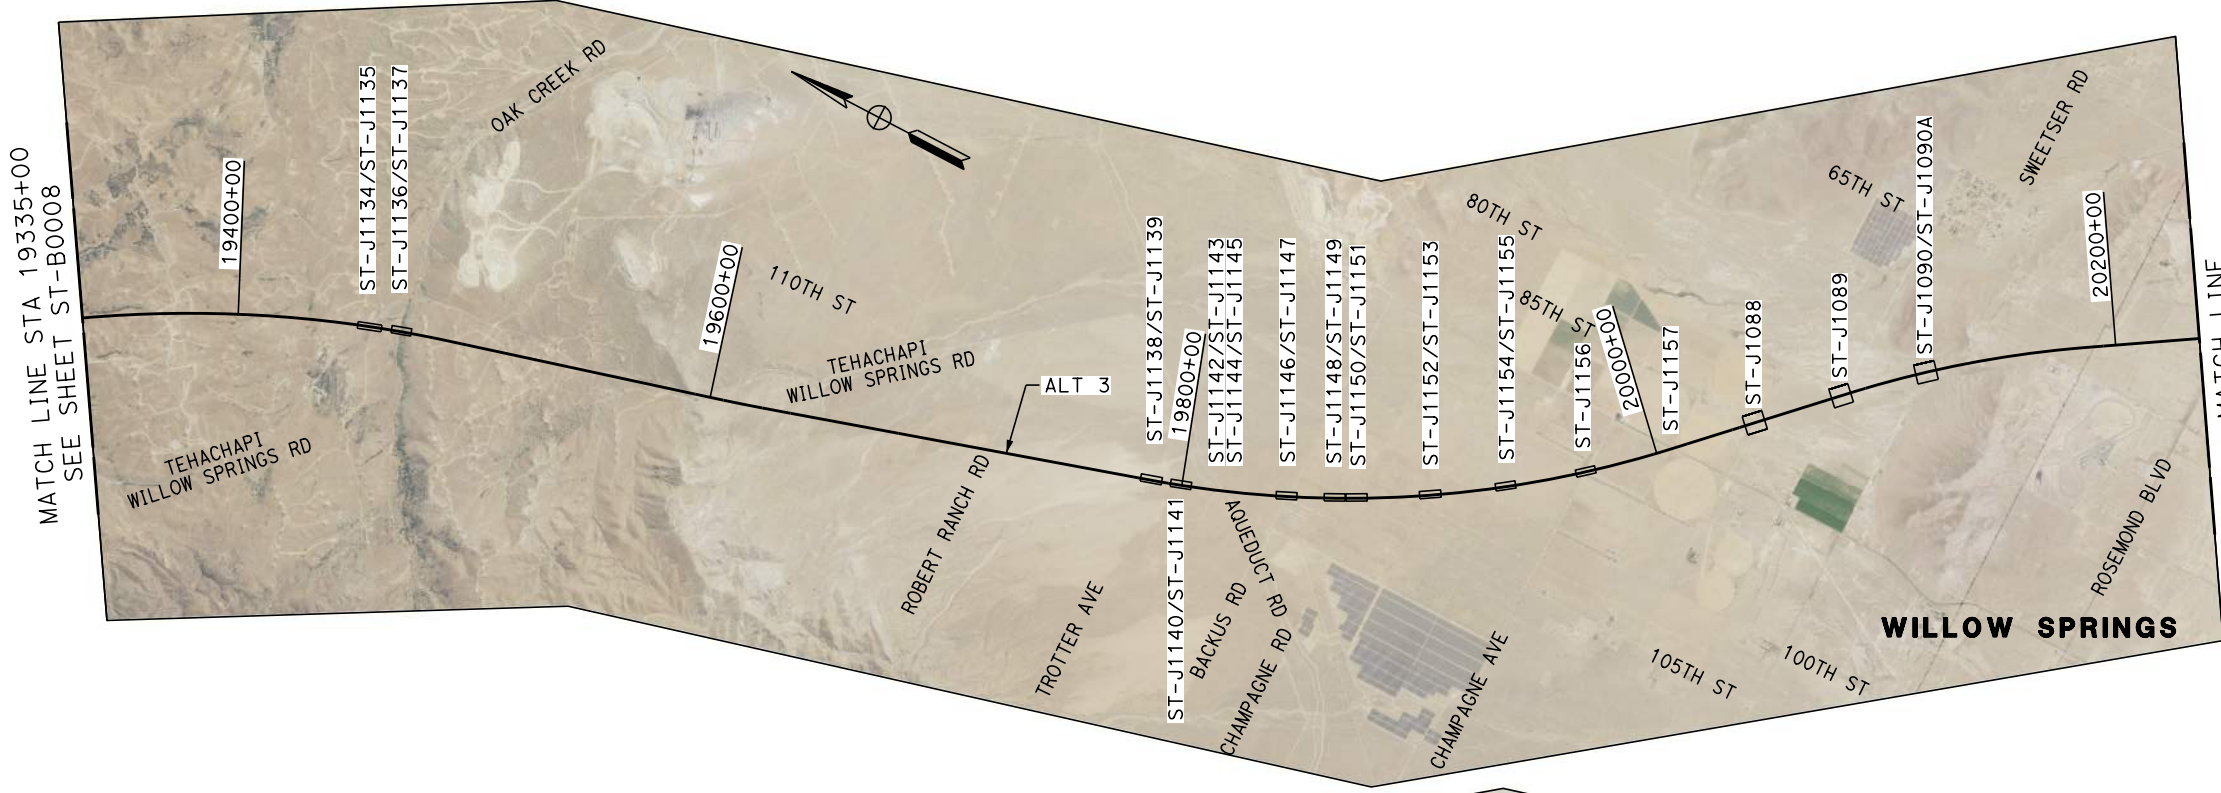 MATCH LINE STA 19335+00
SEE SHEET ST-B0008
19400+00
ST-J1134/ST-J1135
ST-J1136/ST-J1137
OAK CREEK RD
TEHACHAPI
WILLOW SPRINGS RD
19600+00
110TH ST
TEHACHAPI
WILLOW SPRINGS RD
ALT 3
ROBERT RANCH RD
TROTTER AVE
ST-J1138/ST-J1139
19800+00
ST-J1140/ST-J1141
ST-J1142/ST-J1143
ST-J1144/ST-J1145
ST-J1146/ST-J1147
ST-J1148/ST-J1149
ST-J1150/ST-J1151
ST-J1152/ST-J1153
ST-J1154/ST-J1155
AQUEDUCT RD
BACKUS RD
CHAMPAGNE RD
CHAMPAGNE AVE
80TH ST
85TH ST
ST-J1156
20000+00
ST-J1157
ST-J1088
ST-J1089
ST-J1090/ST-J1090A
65TH ST
SWEETSER RD
20200+00
105TH ST
100TH ST
ROSEMOND BLVD
WILLOW SPRINGS
MATCH LINE